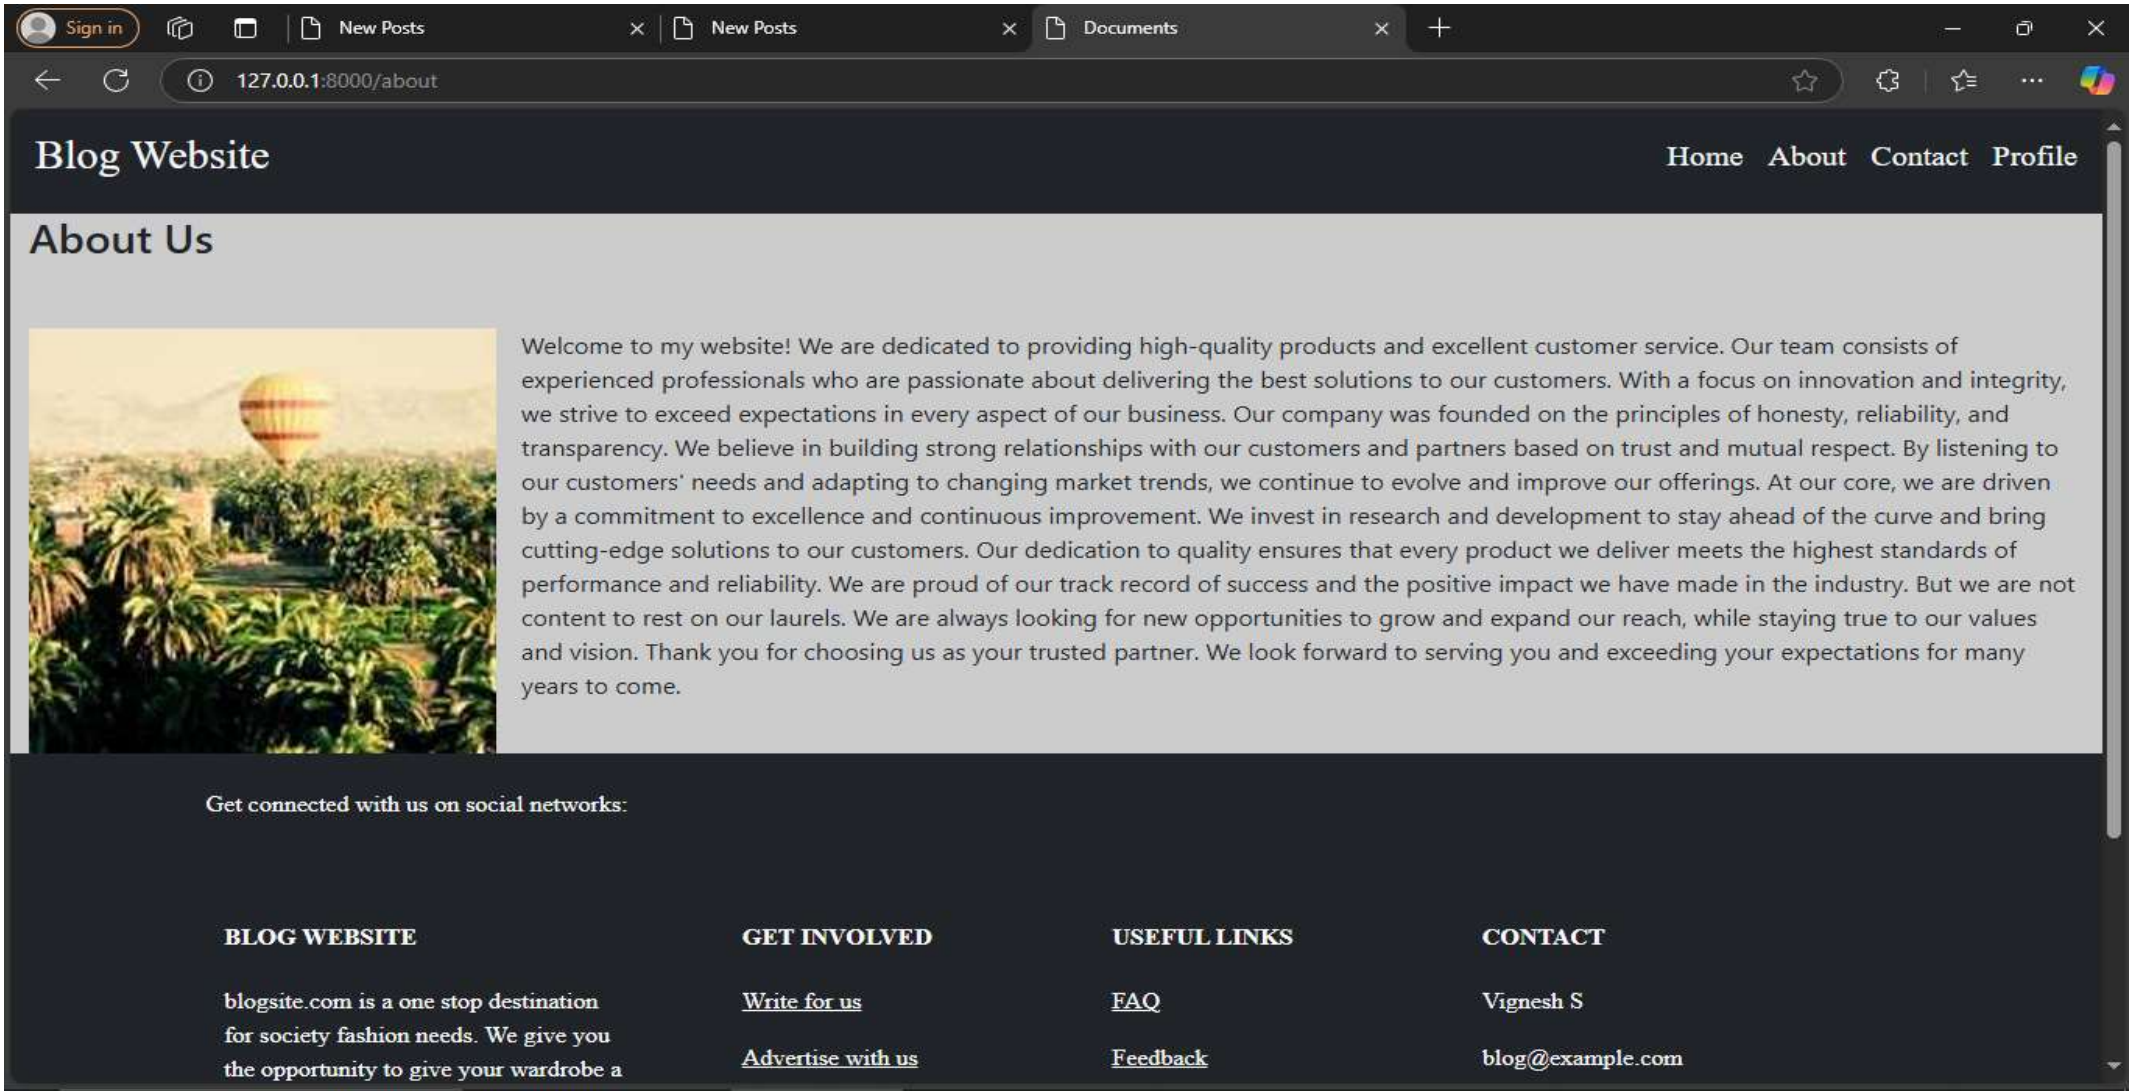 Sign in
New Posts
New Posts
Documents
127.0.0.1:8000/about
Blog Website
Home About Contact Profile
About Us
Welcome to my website! We are dedicated to providing high-quality products and excellent customer service. Our team consists of
experienced professionals who are passionate about delivering the best solutions to our customers. With a focus on innovation and integrity,
we strive to exceed expectations in every aspect of our business. Our company was founded on the principles of honesty, reliability, and
transparency. We believe in building strong relationships with our customers and partners based on trust and mutual respect. By listening to
our customers' needs and adapting to changing market trends, we continue to evolve and improve our offerings. At our core, we are driven
by a commitment to excellence and continuous improvement. We invest in research and development to stay ahead of the curve and bring
cutting-edge solutions to our customers. Our dedication to quality ensures that every product we deliver meets the highest standards of
performance and reliability. We are proud of our track record of success and the positive impact we have made in the industry. But we are not
content to rest on our laurels. We are always looking for new opportunities to grow and expand our reach, while staying true to our values
and vision. Thank you for choosing us as your trusted partner. We look forward to serving you and exceeding your expectations for many
years to come.
Get connected with us on social networks:
BLOG WEBSITE
blogsite.com is a one stop destination
for society fashion needs. We give you
the opportunity to give your wardrobe a
GET INVOLVED
Write for us
Advertise with us
USEFUL LINKS
FAQ
Feedback
CONTACT
Vignesh S
blog@example.com